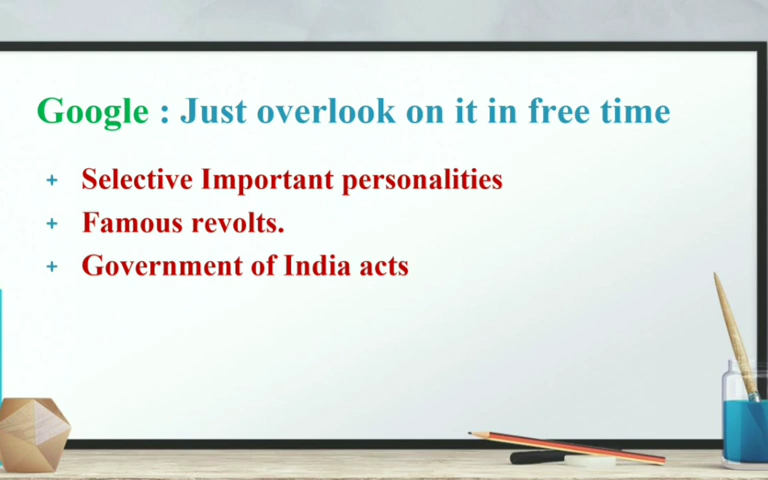 Google : Just overlook on it in free time
+ Selective Important personalities
+ Famous revolts.
+ Government of India acts